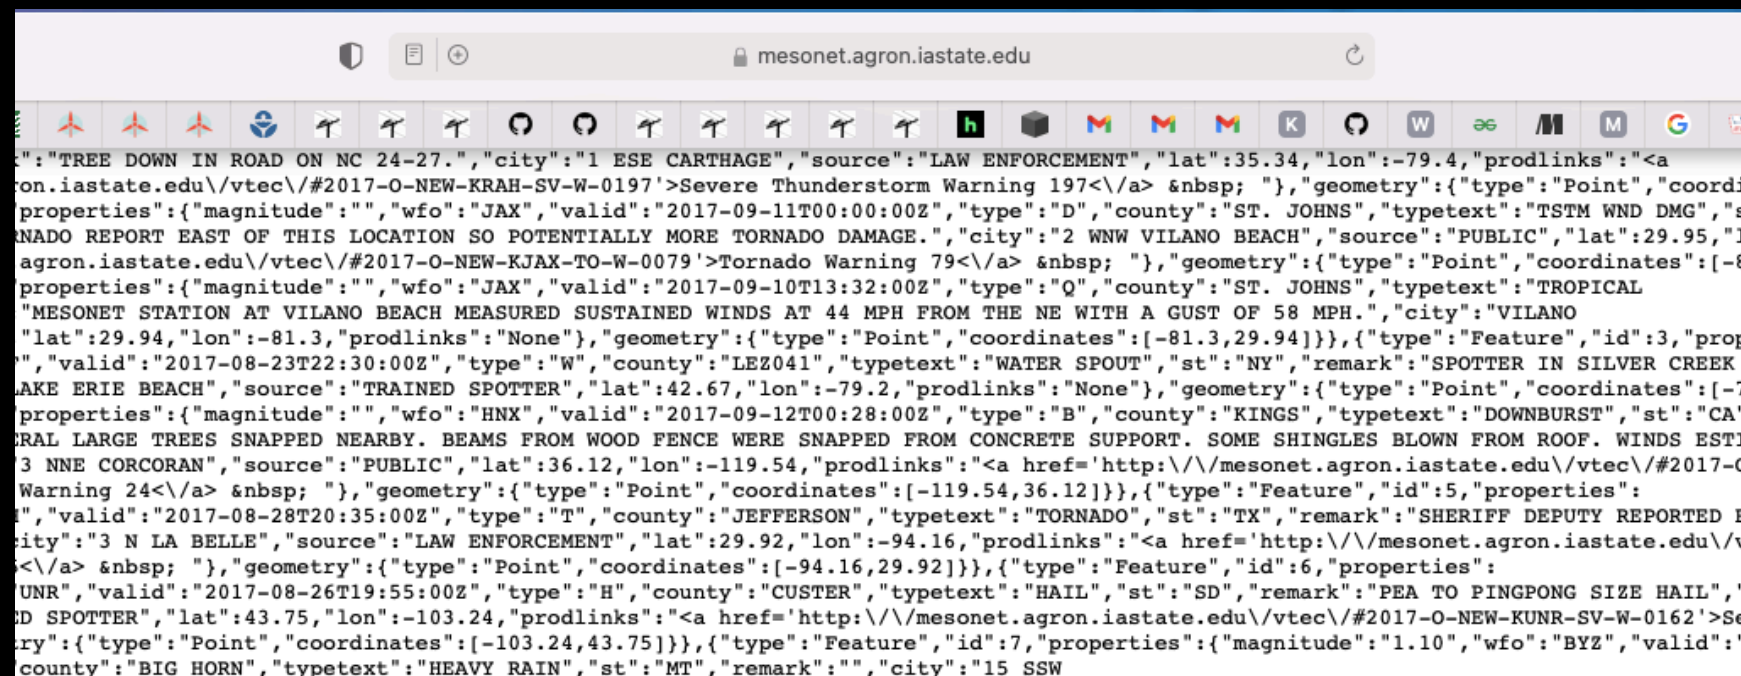 mesonet.agron.iastate.edu
h K W M G
":"TREE DOWN IN ROAD ON NC 24-27.","city":"1 ESE CARTHAGE","source":"LAW ENFORCEMENT","lat":35.34,"lon":-79.4,"prodlinks":"<a
ron.iastate.edu\/vtec\/#2017-O-NEW-KRAH-SV-W-0197'>Severe Thunderstorm Warning 197<\/a> &nbsp; "},"geometry":{"type":"Point","coordi
properties":{"magnitude":"","wfo":"JAX","valid":"2017-09-11T00:00:00Z","type":"D","county":"ST. JOHNS","typetext":"TSTM WND DMG","s
RNADO REPORT EAST OF THIS LOCATION SO POTENTIALLY MORE TORNADO DAMAGE.","city":"2 WNW VILANO BEACH","source":"PUBLIC","lat":29.95,"l
agron.iastate.edu\/vtec\/#2017-O-NEW-KJAX-TO-W-0079'>Tornado Warning 79<\/a> &nbsp; "},"geometry":{"type":"Point","coordinates":[-8
properties":{"magnitude":"","wfo":"JAX","valid":"2017-09-10T13:32:00Z","type":"Q","county":"ST. JOHNS","typetext":"TROPICAL
"MESONET STATION AT VILANO BEACH MEASURED SUSTAINED WINDS AT 44 MPH FROM THE NE WITH A GUST OF 58 MPH.","city":"VILANO
"lat":29.94,"lon":-81.3,"prodlinks":"None"},"geometry":{"type":"Point","coordinates":[-81.3,29.94]}},{"type":"Feature","id":3,"prop
","valid":"2017-08-23T22:30:00Z","type":"W","county":"LEZ041","typetext":"WATER SPOUT","st":"NY","remark":"SPOTTER IN SILVER CREEK
LAKE ERIE BEACH","source":"TRAINED SPOTTER","lat":42.67,"lon":-79.2,"prodlinks":"None"},"geometry":{"type":"Point","coordinates":[-7
properties":{"magnitude":"","wfo":"HNX","valid":"2017-09-12T00:28:00Z","type":"B","county":"KINGS","typetext":"DOWNBURST","st":"CA"
ERAL LARGE TREES SNAPPED NEARBY. BEAMS FROM WOOD FENCE WERE SNAPPED FROM CONCRETE SUPPORT. SOME SHINGLES BLOWN FROM ROOF. WINDS ESTI
"3 NNE CORCORAN","source":"PUBLIC","lat":36.12,"lon":-119.54,"prodlinks":"<a href='http:\/\/mesonet.agron.iastate.edu\/vtec\/#2017-O
Warning 24<\/a> &nbsp; "},"geometry":{"type":"Point","coordinates":[-119.54,36.12]}},{"type":"Feature","id":5,"properties":
","valid":"2017-08-28T20:35:00Z","type":"T","county":"JEFFERSON","typetext":"TORNADO","st":"TX","remark":"SHERIFF DEPUTY REPORTED
city":"3 N LA BELLE","source":"LAW ENFORCEMENT","lat":29.92,"lon":-94.16,"prodlinks":"<a href='http:\/\/mesonet.agron.iastate.edu\/v
<\/a> &nbsp; "},"geometry":{"type":"Point","coordinates":[-94.16,29.92]}},{"type":"Feature","id":6,"properties":
"UNR","valid":"2017-08-26T19:55:00Z","type":"H","county":"CUSTER","typetext":"HAIL","st":"SD","remark":"PEA TO PINGPONG SIZE HAIL","
ED SPOTTER","lat":43.75,"lon":-103.24,"prodlinks":"<a href='http:\/\/mesonet.agron.iastate.edu\/vtec\/#2017-O-NEW-KUNR-SV-W-0162'>Se
ry":{"type":"Point","coordinates":[-103.24,43.75]}},{"type":"Feature","id":7,"properties":{"magnitude":"1.10","wfo":"BYZ","valid":"
county":"BIG HORN","typetext":"HEAVY RAIN","st":"MT","remark":"","city":"15 SSW